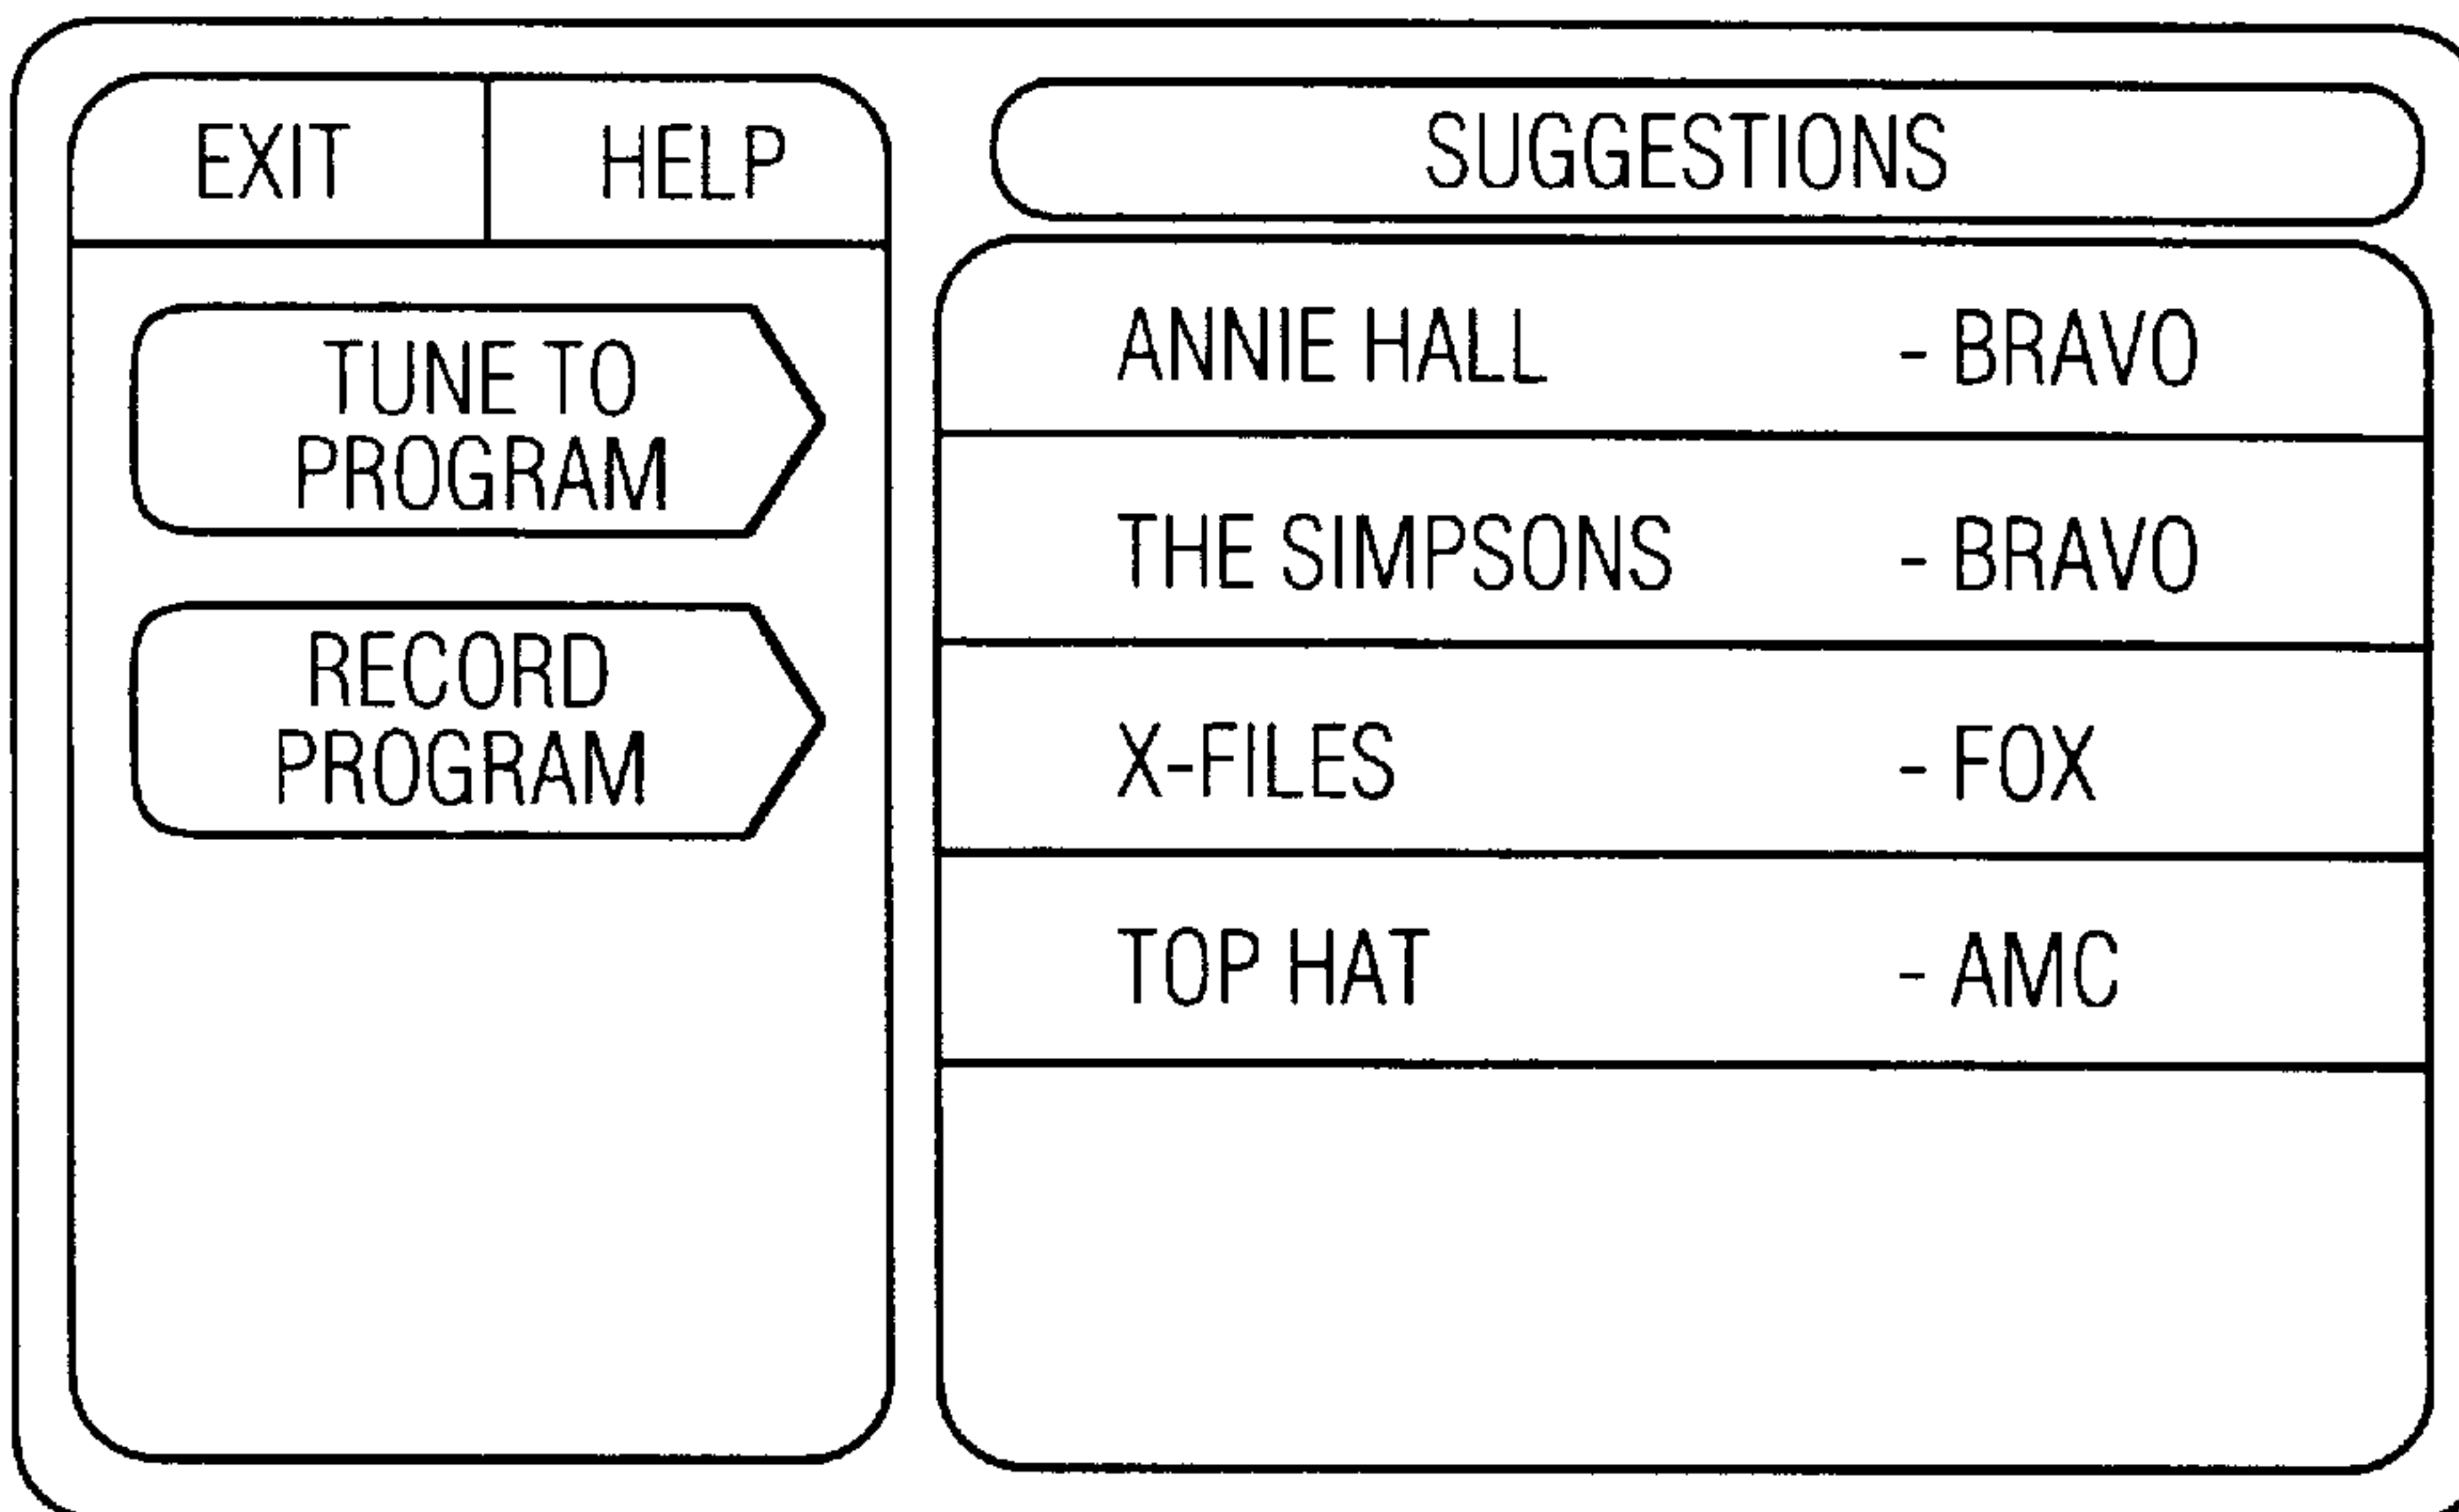 EXIT HELP
TUNE TO
PROGRAM
RECORD
PROGRAM
SUGGESTIONS
ANNIE HALL - BRAVO
THE SIMPSONS - BRAVO
X-FILES - FOX
TOP HAT - AMC